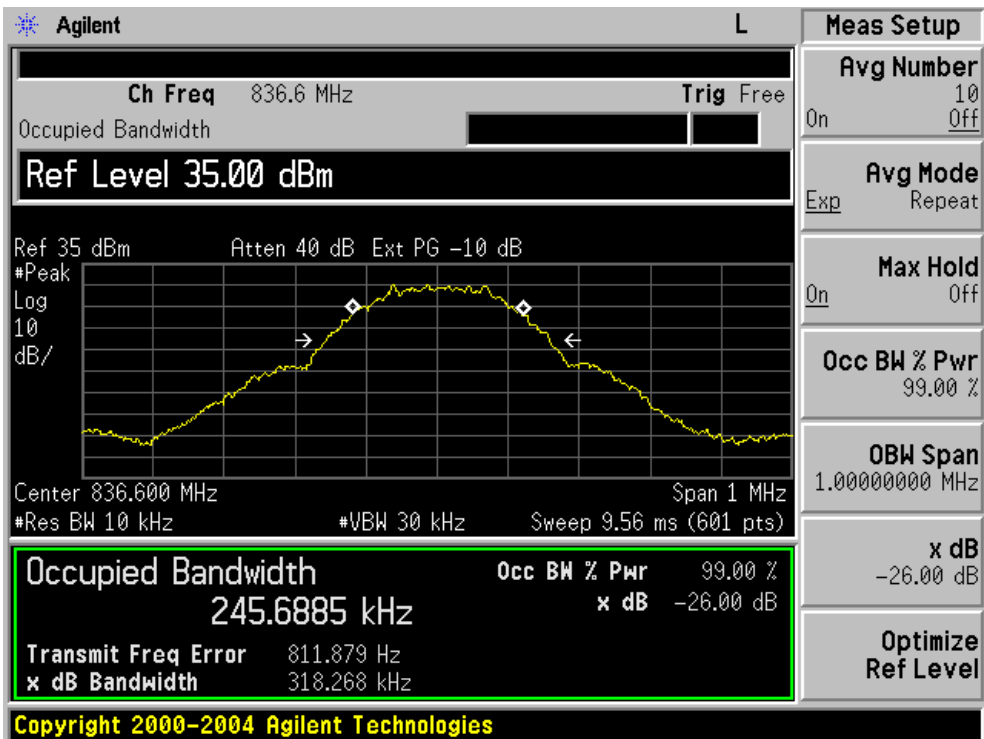 Agilent L
Ch Freq 836.6 MHz Trig Free
Occupied Bandwidth
Ref Level 35.00 dBm
Ref 35 dBm Atten 40 dB Ext PG -10 dB
#Peak
Log
10
dB/
Center 836.600 MHz Span 1 MHz
#Res BW 10 kHz #VBW 30 kHz Sweep 9.56 ms (601 pts)
Occupied Bandwidth Occ BW % Pwr 99.00 %
245.6885 kHz x dB -26.00 dB
Transmit Freq Error 811.879 Hz
x dB Bandwidth 318.268 kHz
Copyright 2000-2004 Agilent Technologies
Meas Setup
Avg Number
10
On Off
Avg Mode
Exp Repeat
Max Hold
On Off
Occ BW % Pwr
99.00 %
OBW Span
1.00000000 MHz
x dB
-26.00 dB
Optimize
Ref Level